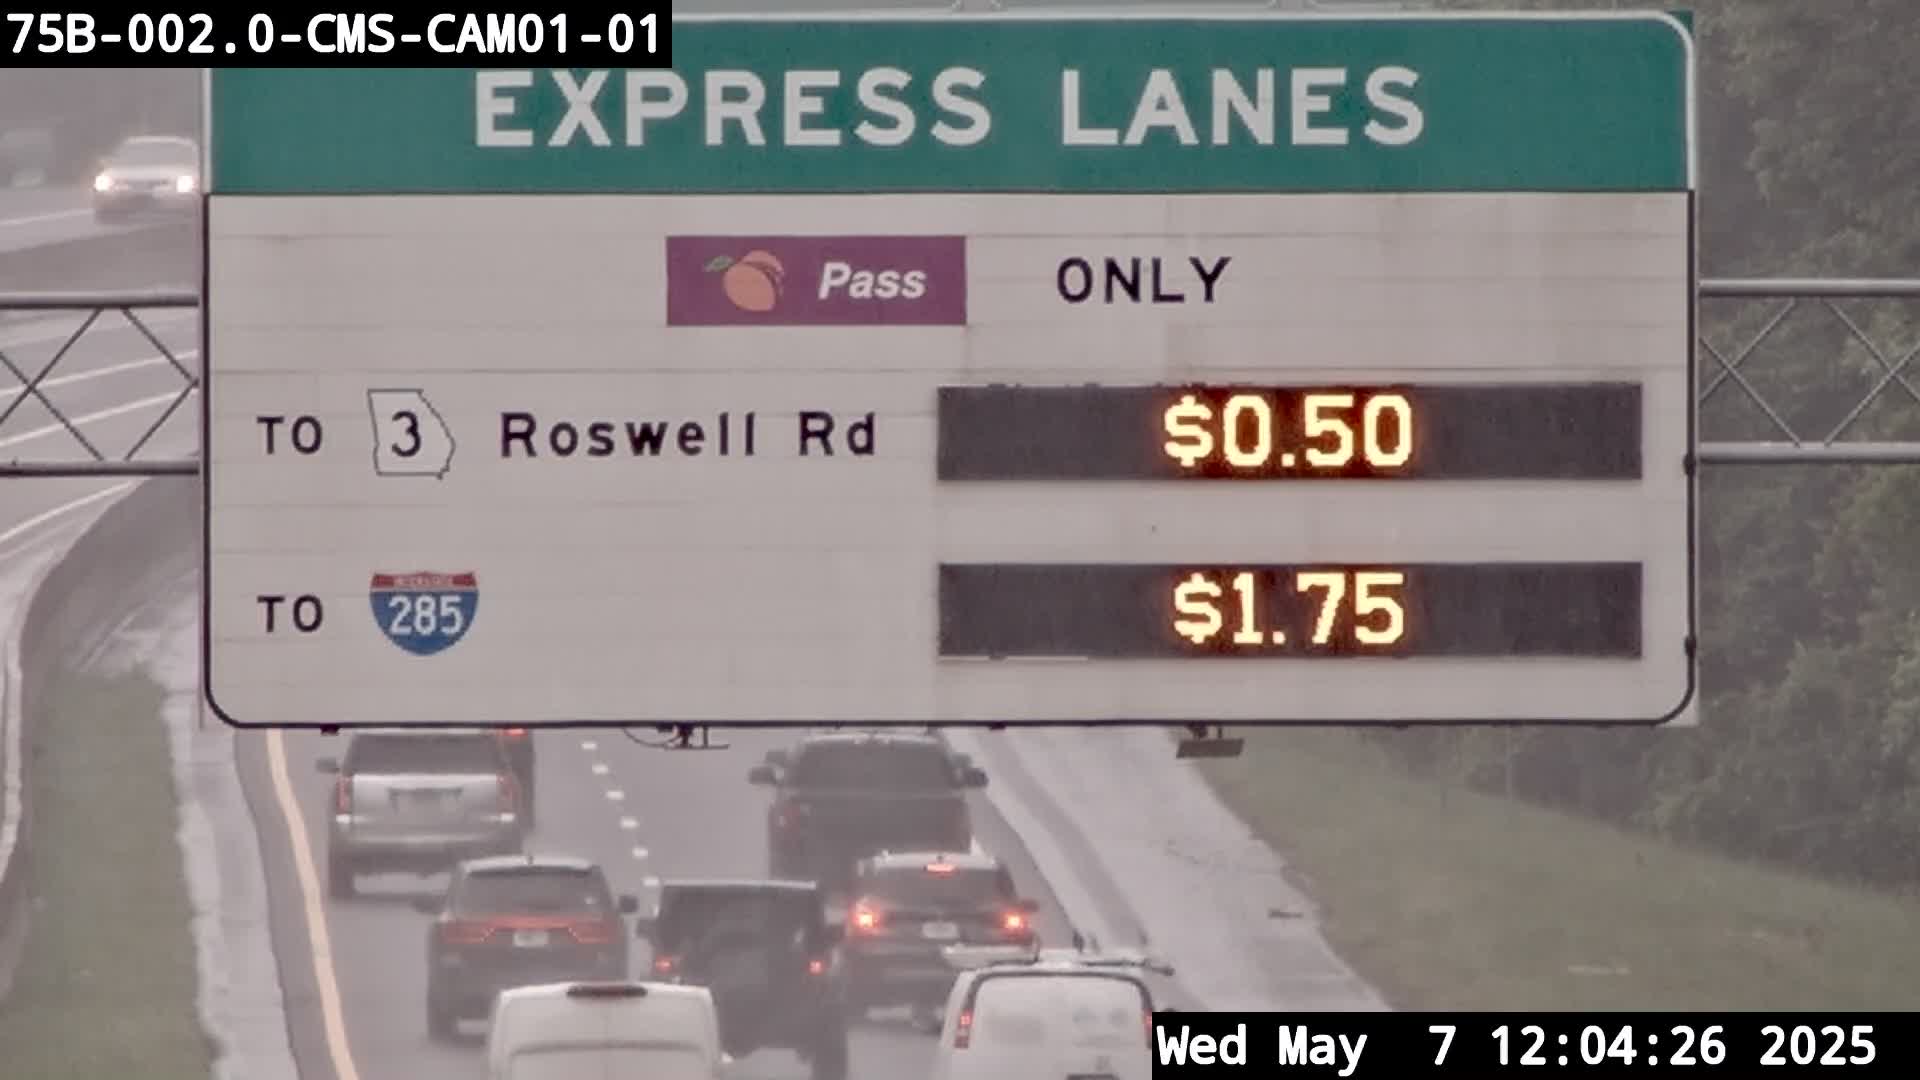 75B-002.0-CMS-CAM01-01
EXPRESS LANES
Pass ONLY
TO 3 Roswell Rd $0.50
INTERSTATE
TO 285 $1.75
Wed May 7 12:04:26 2025